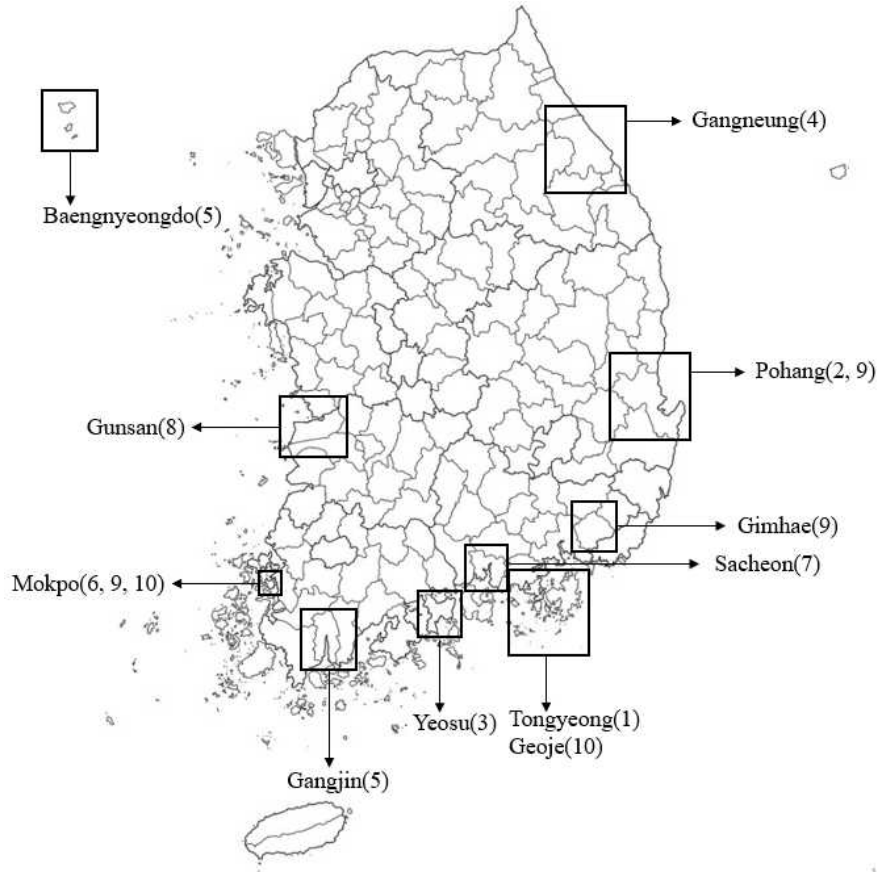 Gangneung(4)
Baengnyeongdo(5)
Pohang(2, 9)
Gunsan(8)
Gimhae(9)
Sacheon(7)
Mokpo(6, 9, 10)
Yeosu(3)
Tongyeong(1)
Geoje(10)
Gangjin(5)